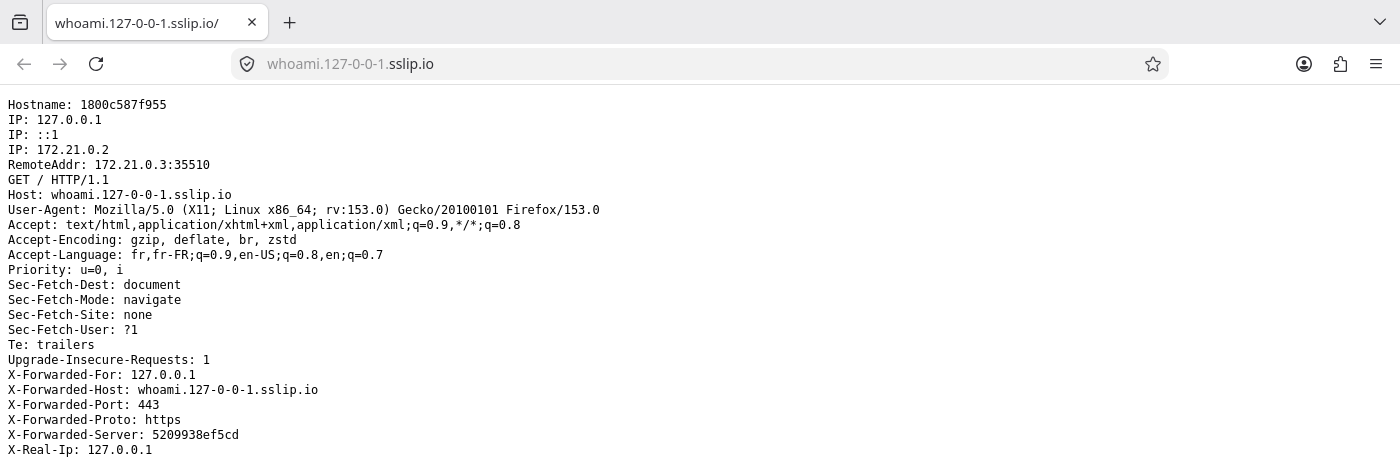 whoami.127-0-0-1.sslip.io/
whoami.127-0-0-1.sslip.io
Hostname: 1800c587f955
IP: 127.0.0.1
IP: ::1
IP: 172.21.0.2
RemoteAddr: 172.21.0.3:35510
GET / HTTP/1.1
Host: whoami.127-0-0-1.sslip.io
User-Agent: Mozilla/5.0 (X11; Linux x86_64; rv:153.0) Gecko/20100101 Firefox/153.0
Accept: text/html,application/xhtml+xml,application/xml;q=0.9,*/*;q=0.8
Accept-Encoding: gzip, deflate, br, zstd
Accept-Language: fr,fr-FR;q=0.9,en-US;q=0.8,en;q=0.7
Priority: u=0, i
Sec-Fetch-Dest: document
Sec-Fetch-Mode: navigate
Sec-Fetch-Site: none
Sec-Fetch-User: ?1
Te: trailers
Upgrade-Insecure-Requests: 1
X-Forwarded-For: 127.0.0.1
X-Forwarded-Host: whoami.127-0-0-1.sslip.io
X-Forwarded-Port: 443
X-Forwarded-Proto: https
X-Forwarded-Server: 5209938ef5cd
X-Real-Ip: 127.0.0.1